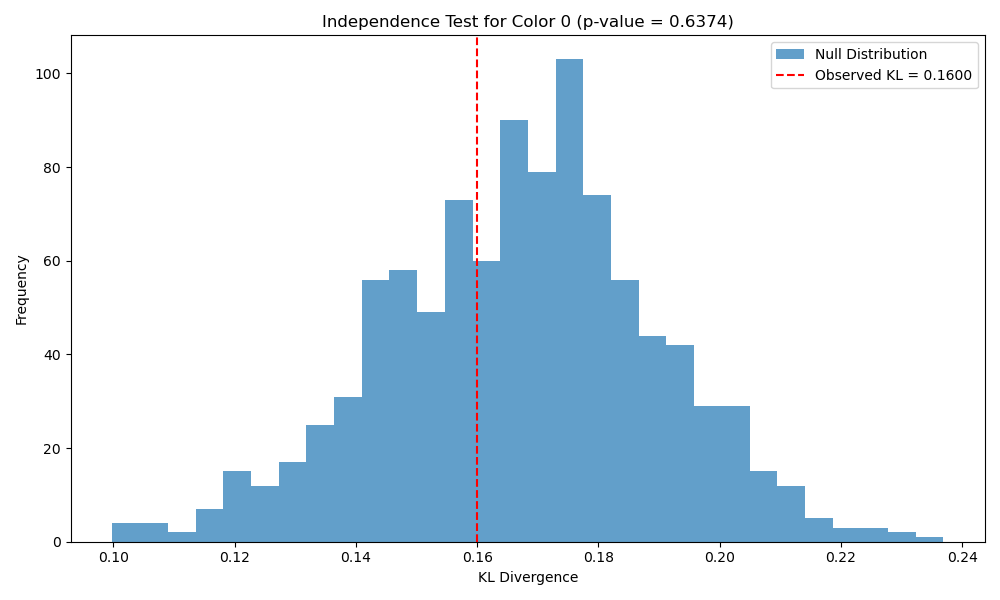 Independence Test for Color 0 (p-value = 0.6374)
Null Distribution
Observed KL = 0.1600
100
80
60
40
20
0
Frequency
0.10 0.12 0.14 0.16 0.18 0.20 0.22 0.24
KL Divergence